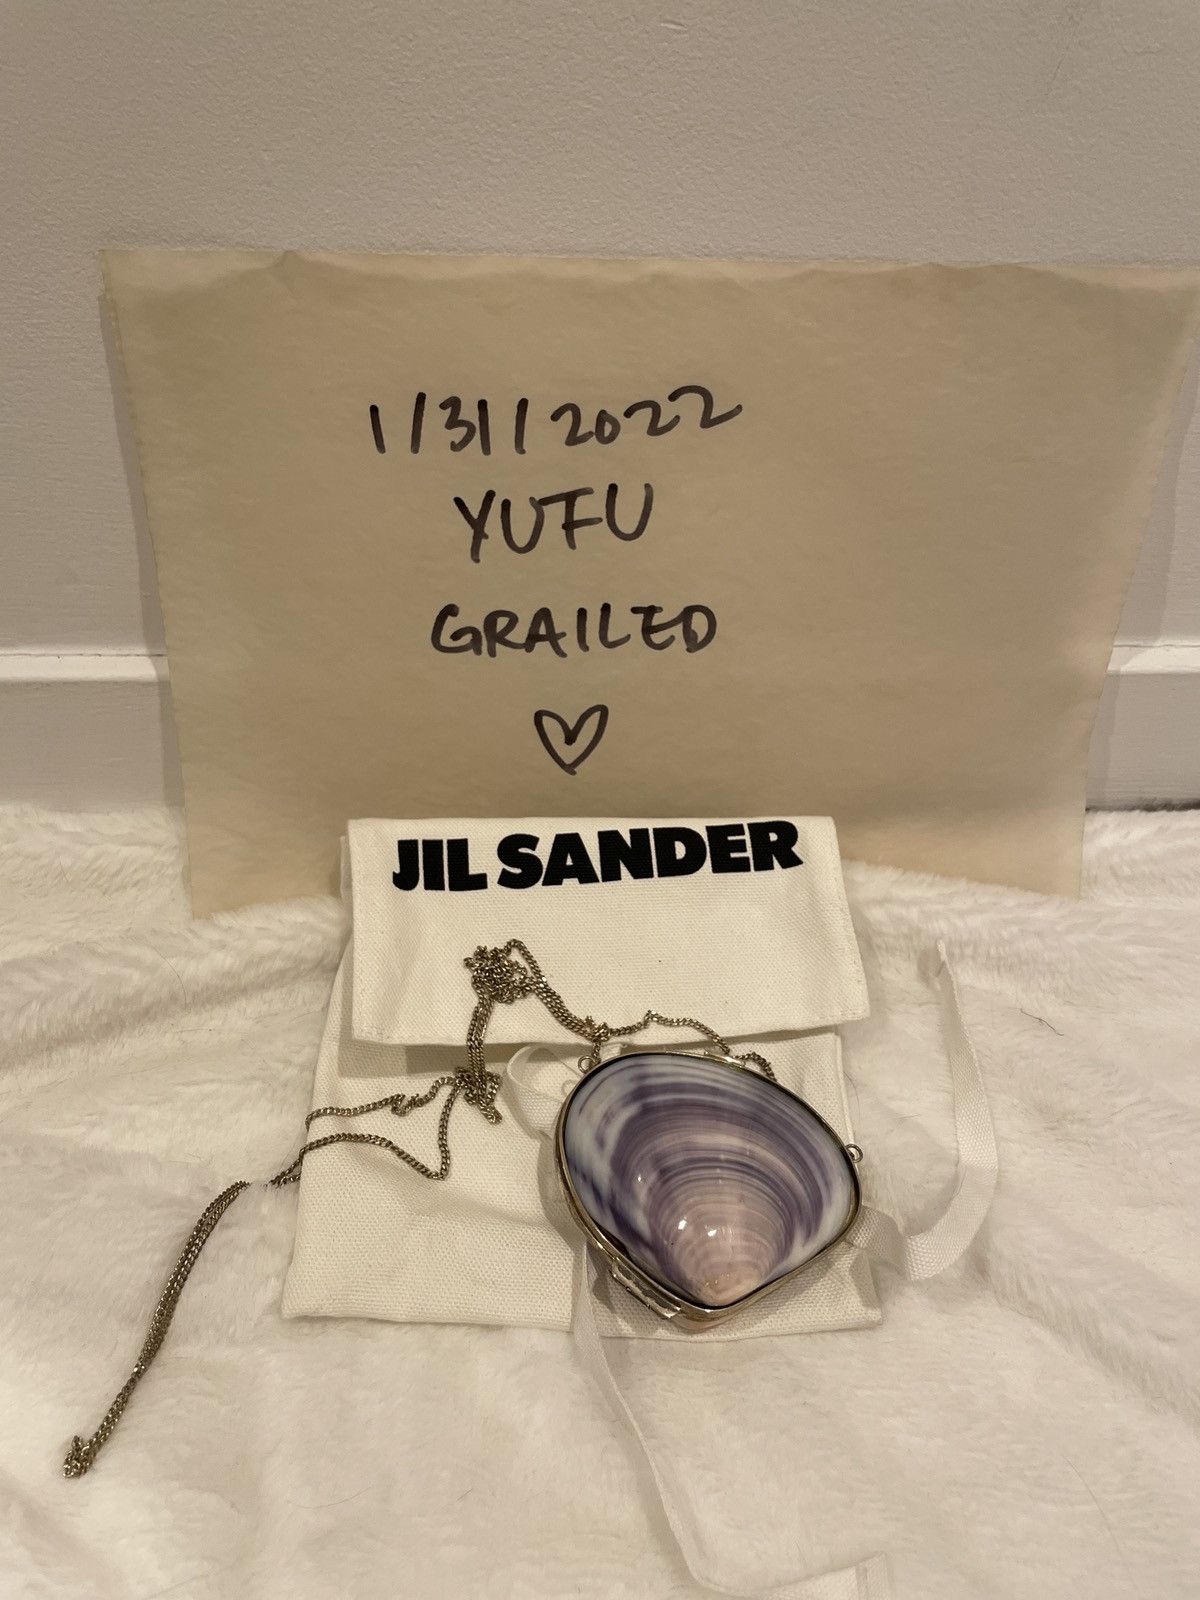 1/31/2022
YUFU
GRAILED
JIL SANDER